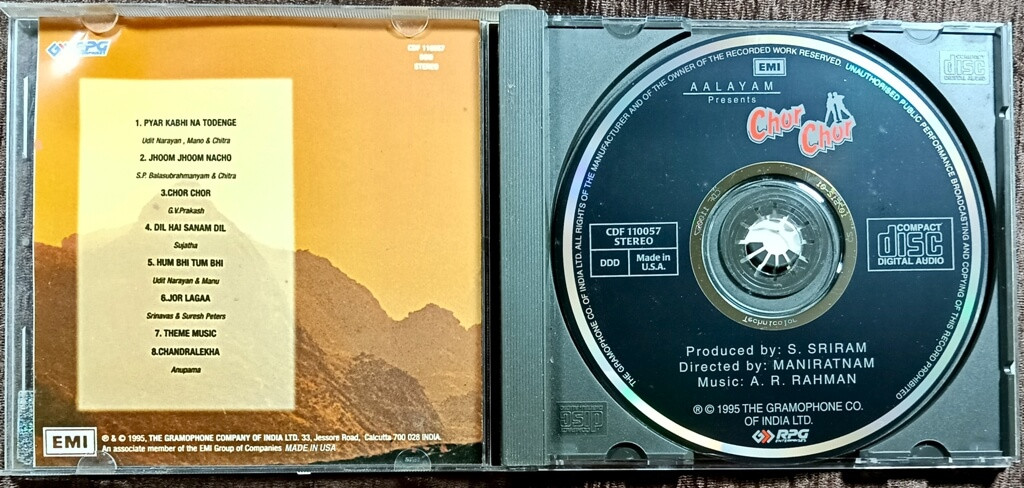 RPG
CDF 110057
STEREO
1. PYAR KABHI NA TODENGE
Udit Narayan , Mano & Chitra
2. JHOOM JHOOM NACHO
S.P. Balasubrahmanyam & Chitra
3.CHOR CHOR
G.V.Prakash
4. DIL HAI SANAM DIL
Sujatha
5. HUM BHI TUM BHI
Udit Narayan & Manu
6.JOR LAGAA
Srinavas & Suresh Peters
7. THEME MUSIC
8.CHANDRALEKHA
Anupama
EMI
℗ & © 1995, THE GRAMOPHONE COMPANY OF INDIA LTD. 33, Jessore Road, Calcutta-700 028 INDIA.
An associate member of the EMI Group of Companies MADE IN USA
THE GRAMOPHONE CO. OF INDIA LTD. ALL RIGHTS OF THE MANUFACTURER AND OF THE OWNER OF THE RECORDED WORK RESERVED. UNAUTHORISED PUBLIC PERFORMANCE BROADCASTING AND COPYING OF THIS RECORD PROHIBITED
EMI
AALAYAM
Presents
Chor
Chor
CDF 110057
STEREO
DDD
Made in
U.S.A.
COMPACT
disc
DIGITAL AUDIO
Technicolor
Produced by: S. SRIRAM
Directed by: MANIRATNAM
Music: A. R. RAHMAN
® © 1995 THE GRAMOPHONE CO.
OF INDIA LTD.
RPG
disc